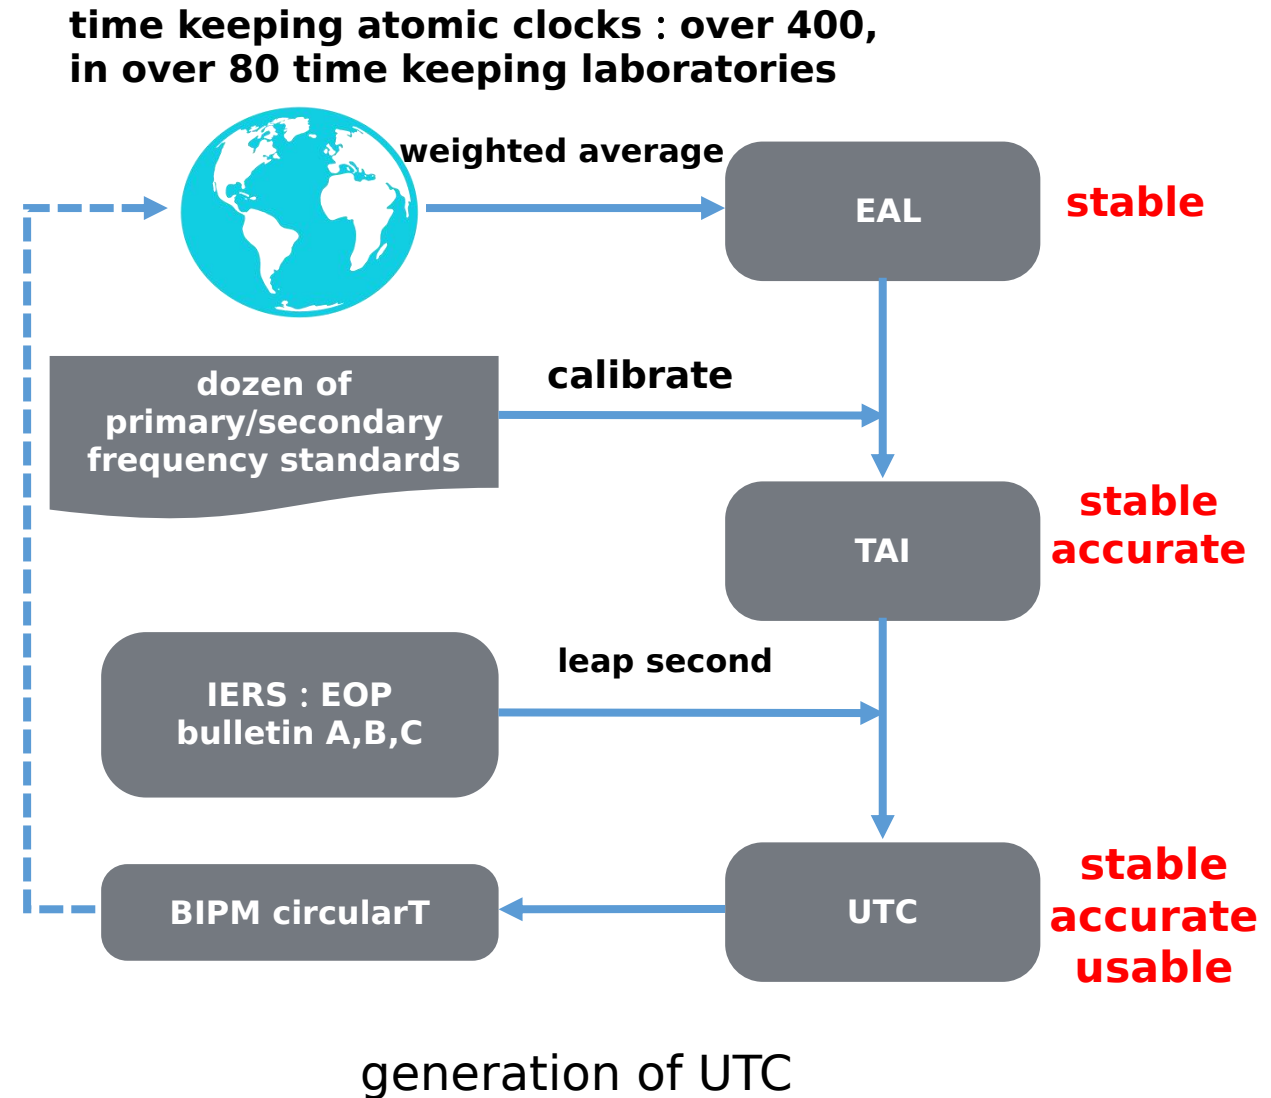 time keeping atomic clocks : over 400,
in over 80 time keeping laboratories
weighted average
EAL
stable
dozen of
primary/secondary
frequency standards
calibrate
TAI
stable
accurate
IERS : EOP
bulletin A,B,C
leap second
BIPM circularT
UTC
stable
accurate
usable
generation of UTC